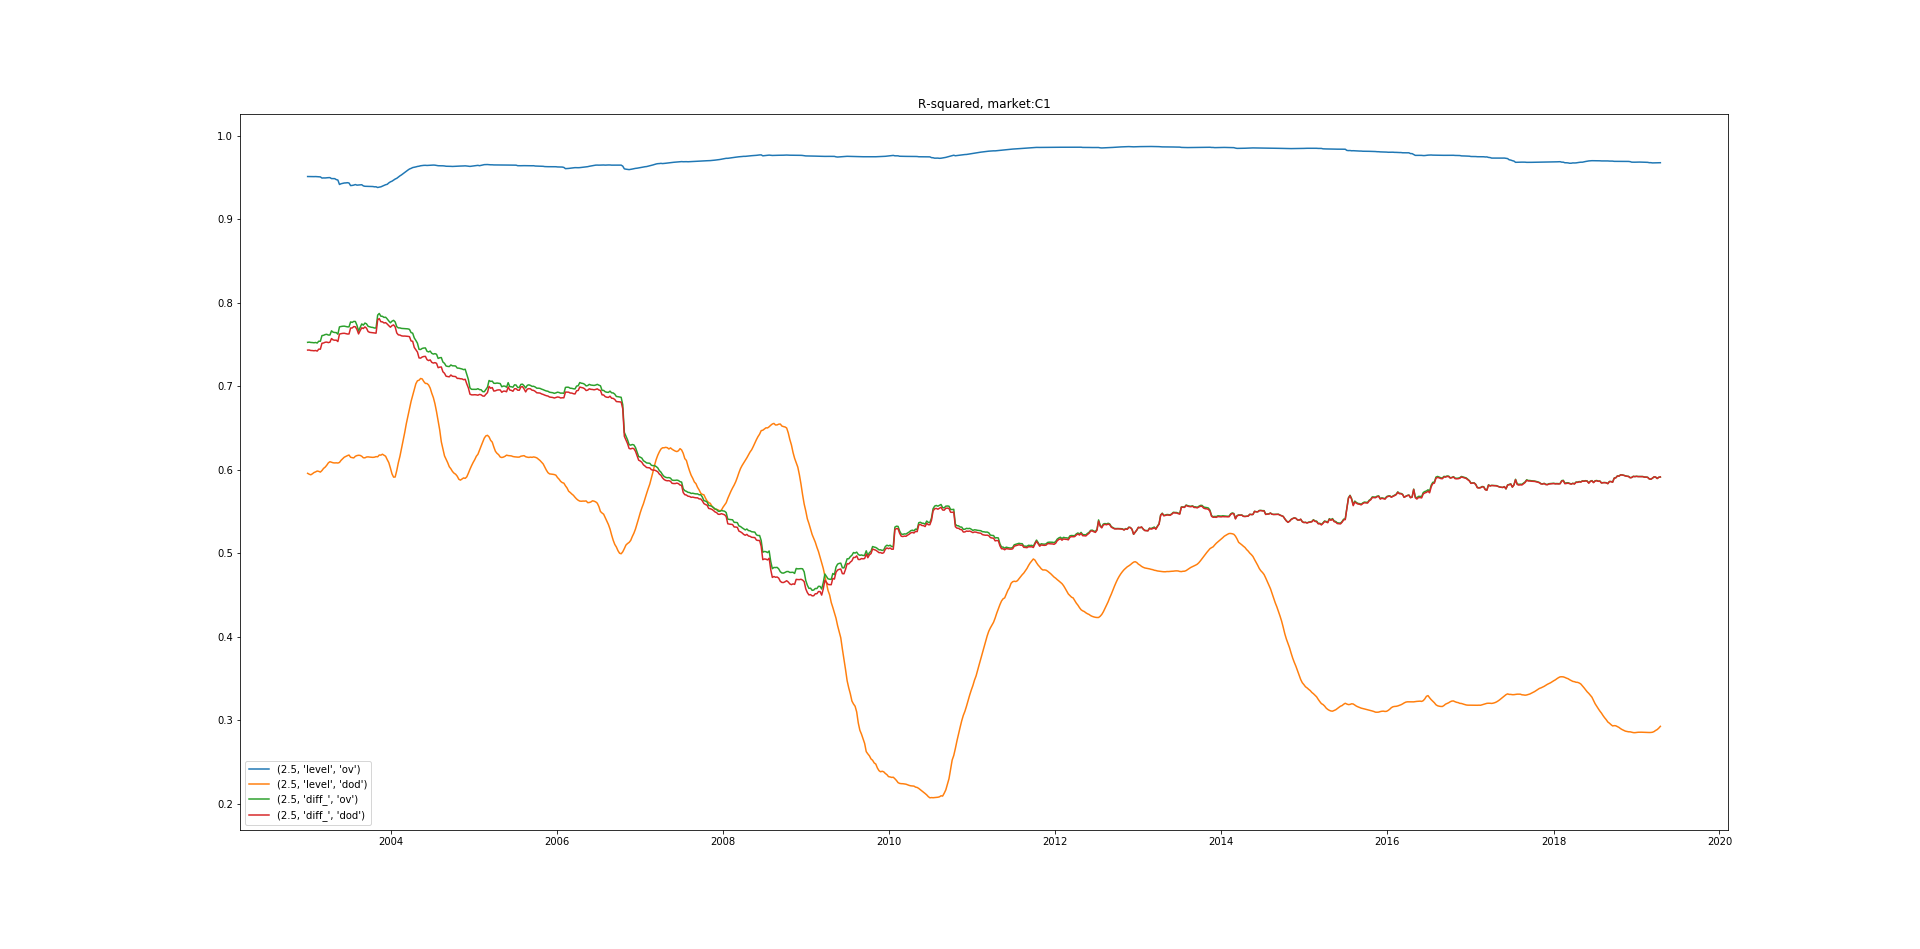 R-squared, market:C1
1.0
0.9
0.8
0.7
0.6
0.5
0.4
0.3
0.2
(2.5, 'level', 'ov')
(2.5, 'level', 'dod')
(2.5, 'diff_', 'ov')
(2.5, 'diff_', 'dod')
2004 2006 2008 2010 2012 2014 2016 2018 2020